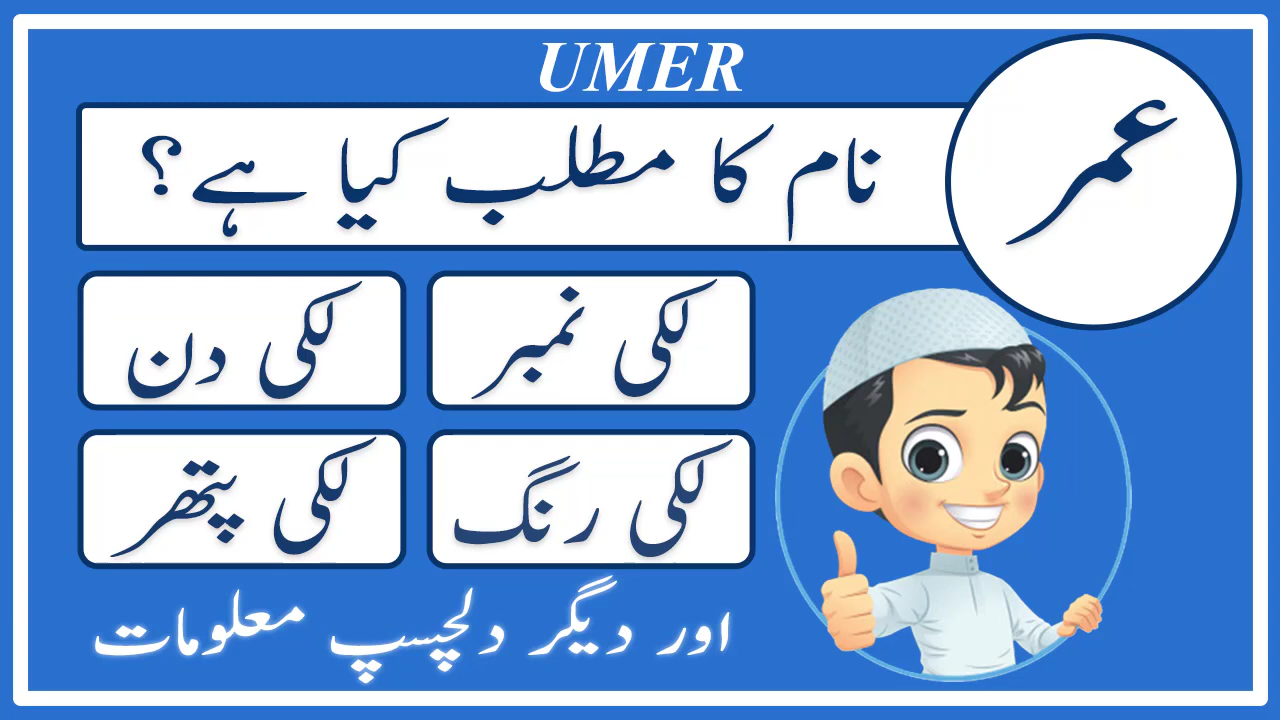 UMER
عمر
نام کا مطلب کیا ہے؟
لکی نمبر
لکی دن
لکی رنگ
لکی پتھر
اور دیگر دلچسپ معلومات